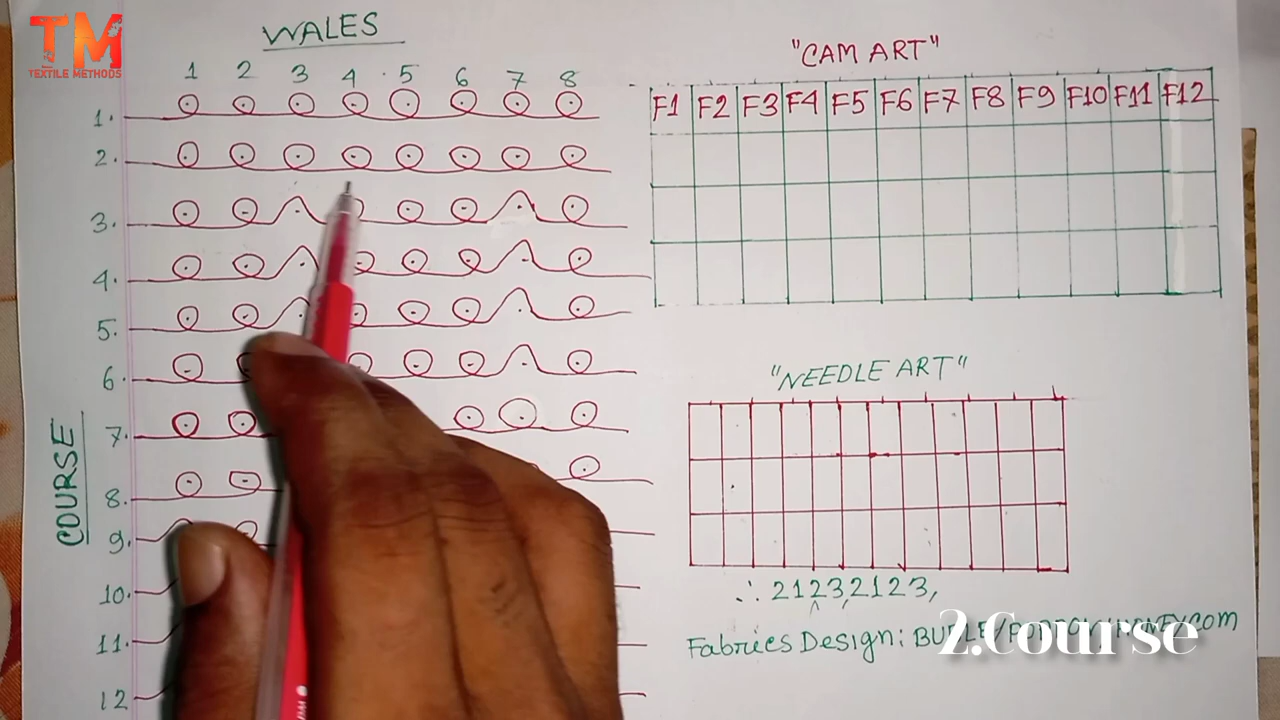 TM
TEXTILE METHODS
WALES
1 2 3 4 5 6 7 8
1.
2.
3.
4.
5.
6.
7.
8.
9.
10.
11.
12
COURSE
"CAM ART"
F1 F2 F3 F4 F5 F6 F7 F8 F9 F10 F11 F12
"NEEDLE ART"
∴ 2123,2123,
Fabrics Design:
2.Course